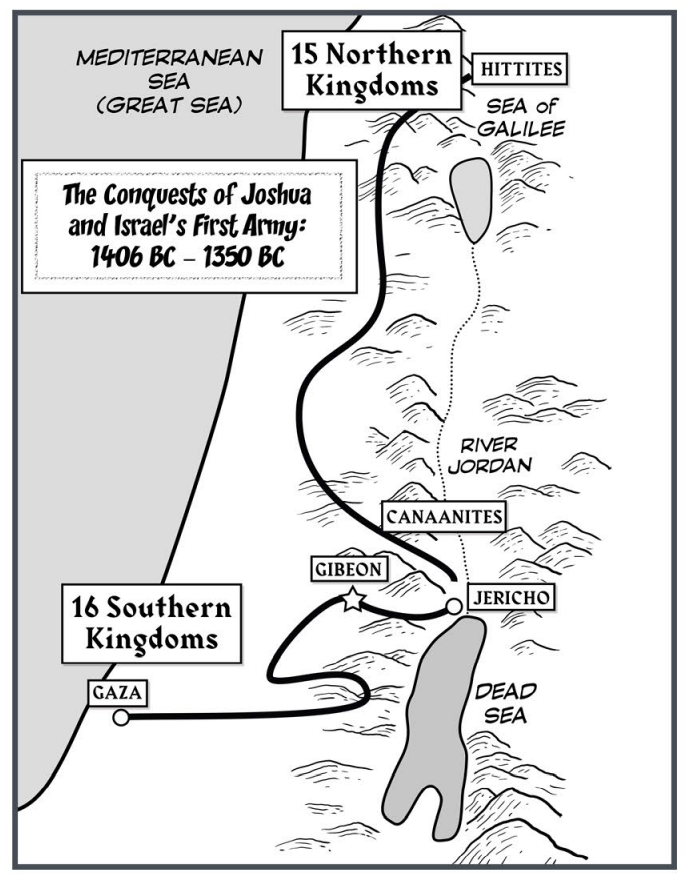 MEDITERRANEAN
SEA
(GREAT SEA)
15 Northern
Kingdoms
HITTITES
SEA of
GALILEE
The Conquests of Joshua
and Israel's First Army:
1406 BC – 1350 BC
RIVER
JORDAN
CANAANITES
GIBEON
JERICHO
16 Southern
Kingdoms
GAZA
DEAD
SEA